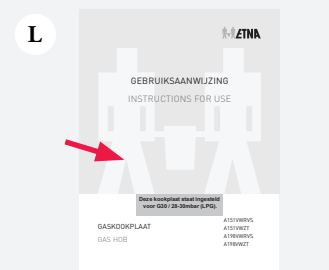 L
ETNA
GEBRUIKSAANWIJZING
INSTRUCTIONS FOR USE
Deze kookplaat staat ingesteld
voor G30 / 28-30mbar (LPG).
GASKOOKPLAAT
GAS HOB
A151VWRVS
A151VWZT
A198VWRVS
A198VWZT